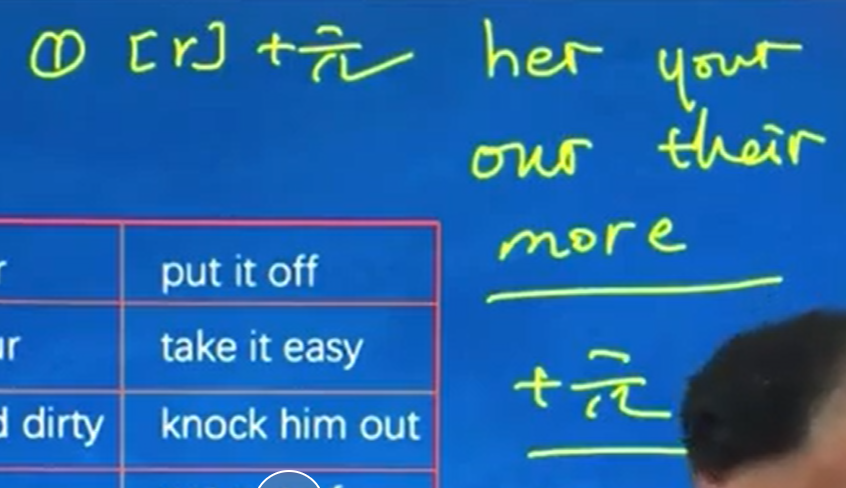 ① [r] + 元 her your
our their
more
r put it off
ur take it easy
+ 元
d dirty knock him out